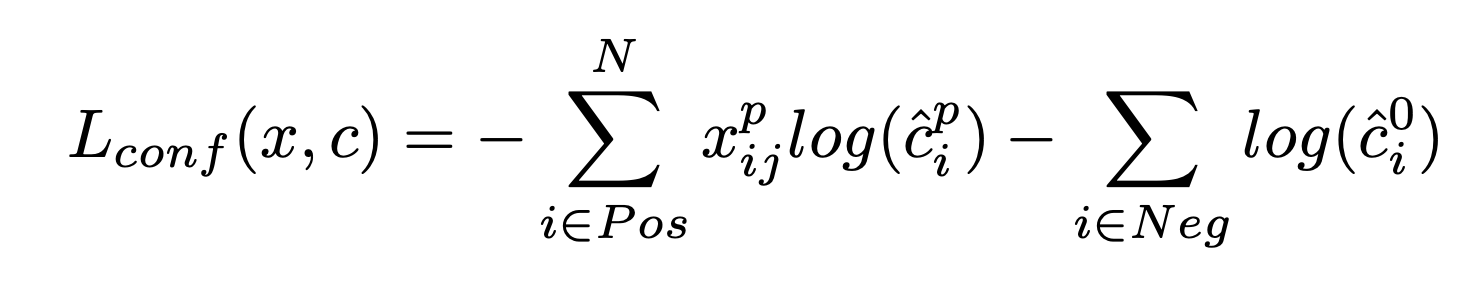 L_{conf}(x, c) = -\sum_{i \in Pos}^{N} x_{ij}^{p} log(\hat{c}_{i}^{p}) - \sum_{i \in Neg} log(\hat{c}_{i}^{0})